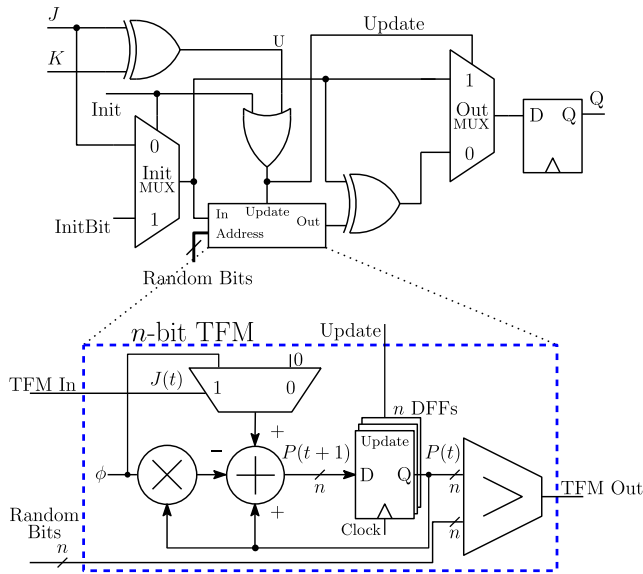 J
Update
U
K
1
Init
Out
MUX
D Q
Q
0
Init
MUX
0
1
InitBit
In
Update
Out
Address
Random Bits
n-bit TFM
Update
0
TFM In
J(t)
1
0
n DFFs
+
Update
P(t+1)
P(t)
ϕ
-
D Q
n
n
TFM Out
Random
Bits
+
Clock
n
n